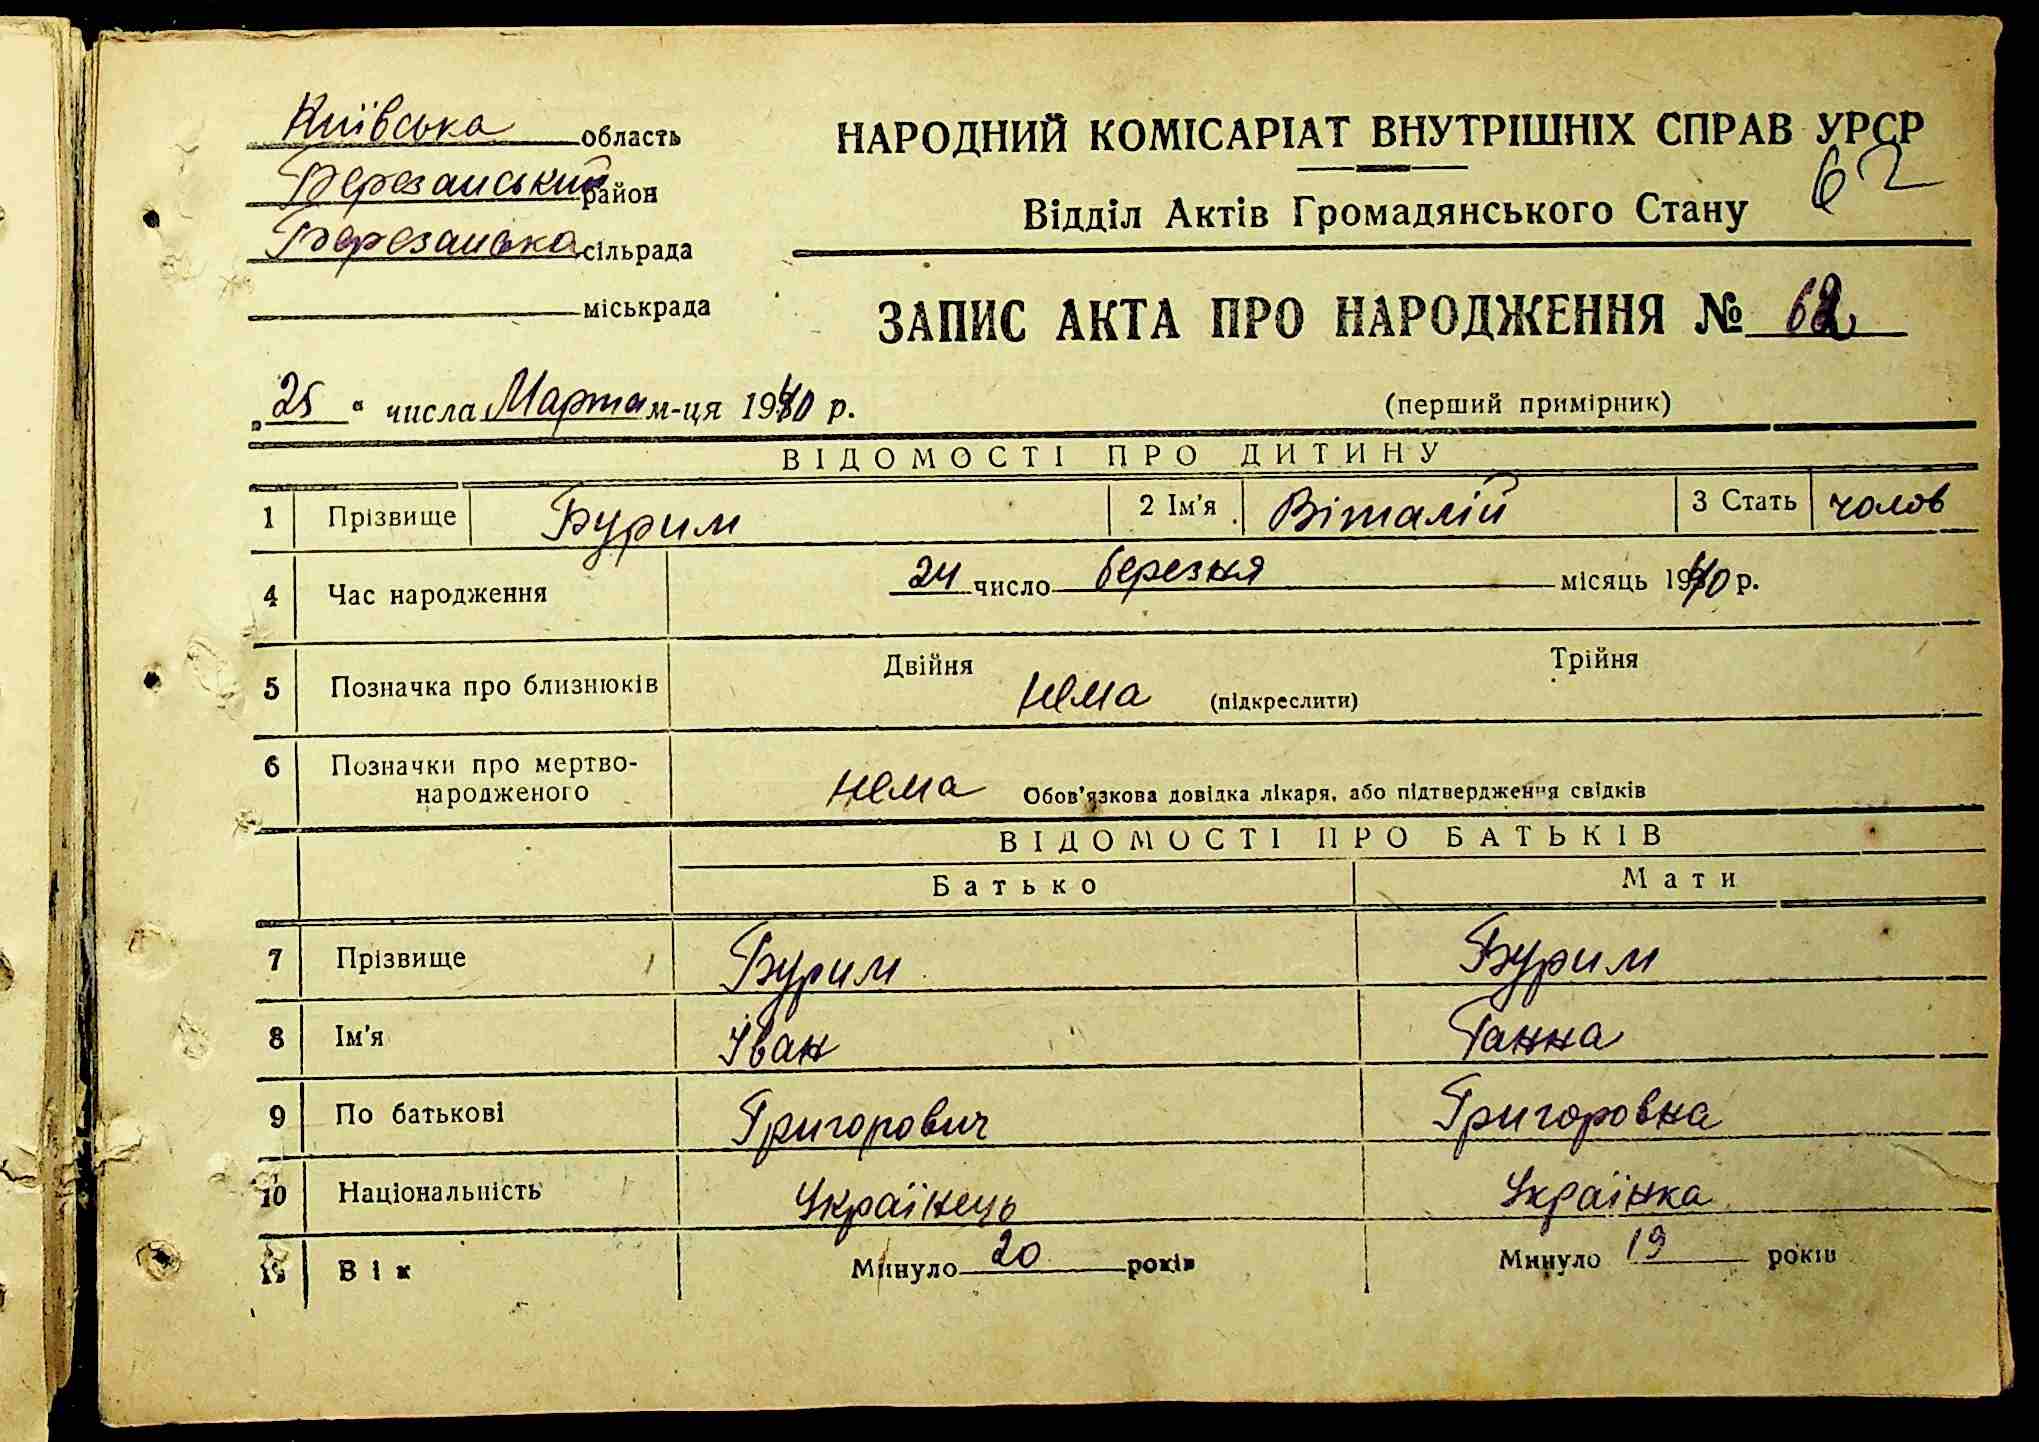 Київська область
Березанський район
Березанська сільрада
міськрада
НАРОДНИЙ КОМІСАРІАТ ВНУТРІШНІХ СПРАВ УРСР
62
Відділ Актів Громадянського Стану
ЗАПИС АКТА ПРО НАРОДЖЕННЯ № 62
„25“ числа Марта м-ця 1940 р.
(перший примірник)
ВІДОМОСТІ ПРО ДИТИНУ
1 Прізвище Бурим 2 Ім'я Віталій 3 Стать чолов
4 Час народження 24 число березня місяць 1940 р.
5 Позначка про близнюків Двійня нема (підкреслити) Трійня
6 Позначки про мертво-
народженого нема Обов'язкова довідка лікаря, або підтвердження свідків
ВІДОМОСТІ ПРО БАТЬКІВ
Батько Мати
7 Прізвище Бурим Бурим
8 Ім'я Іван Ганна
9 По батькові Григорович Григоровна
10 Національність Українець Українка
11 Вік Минуло 20 років Минуло 19 років